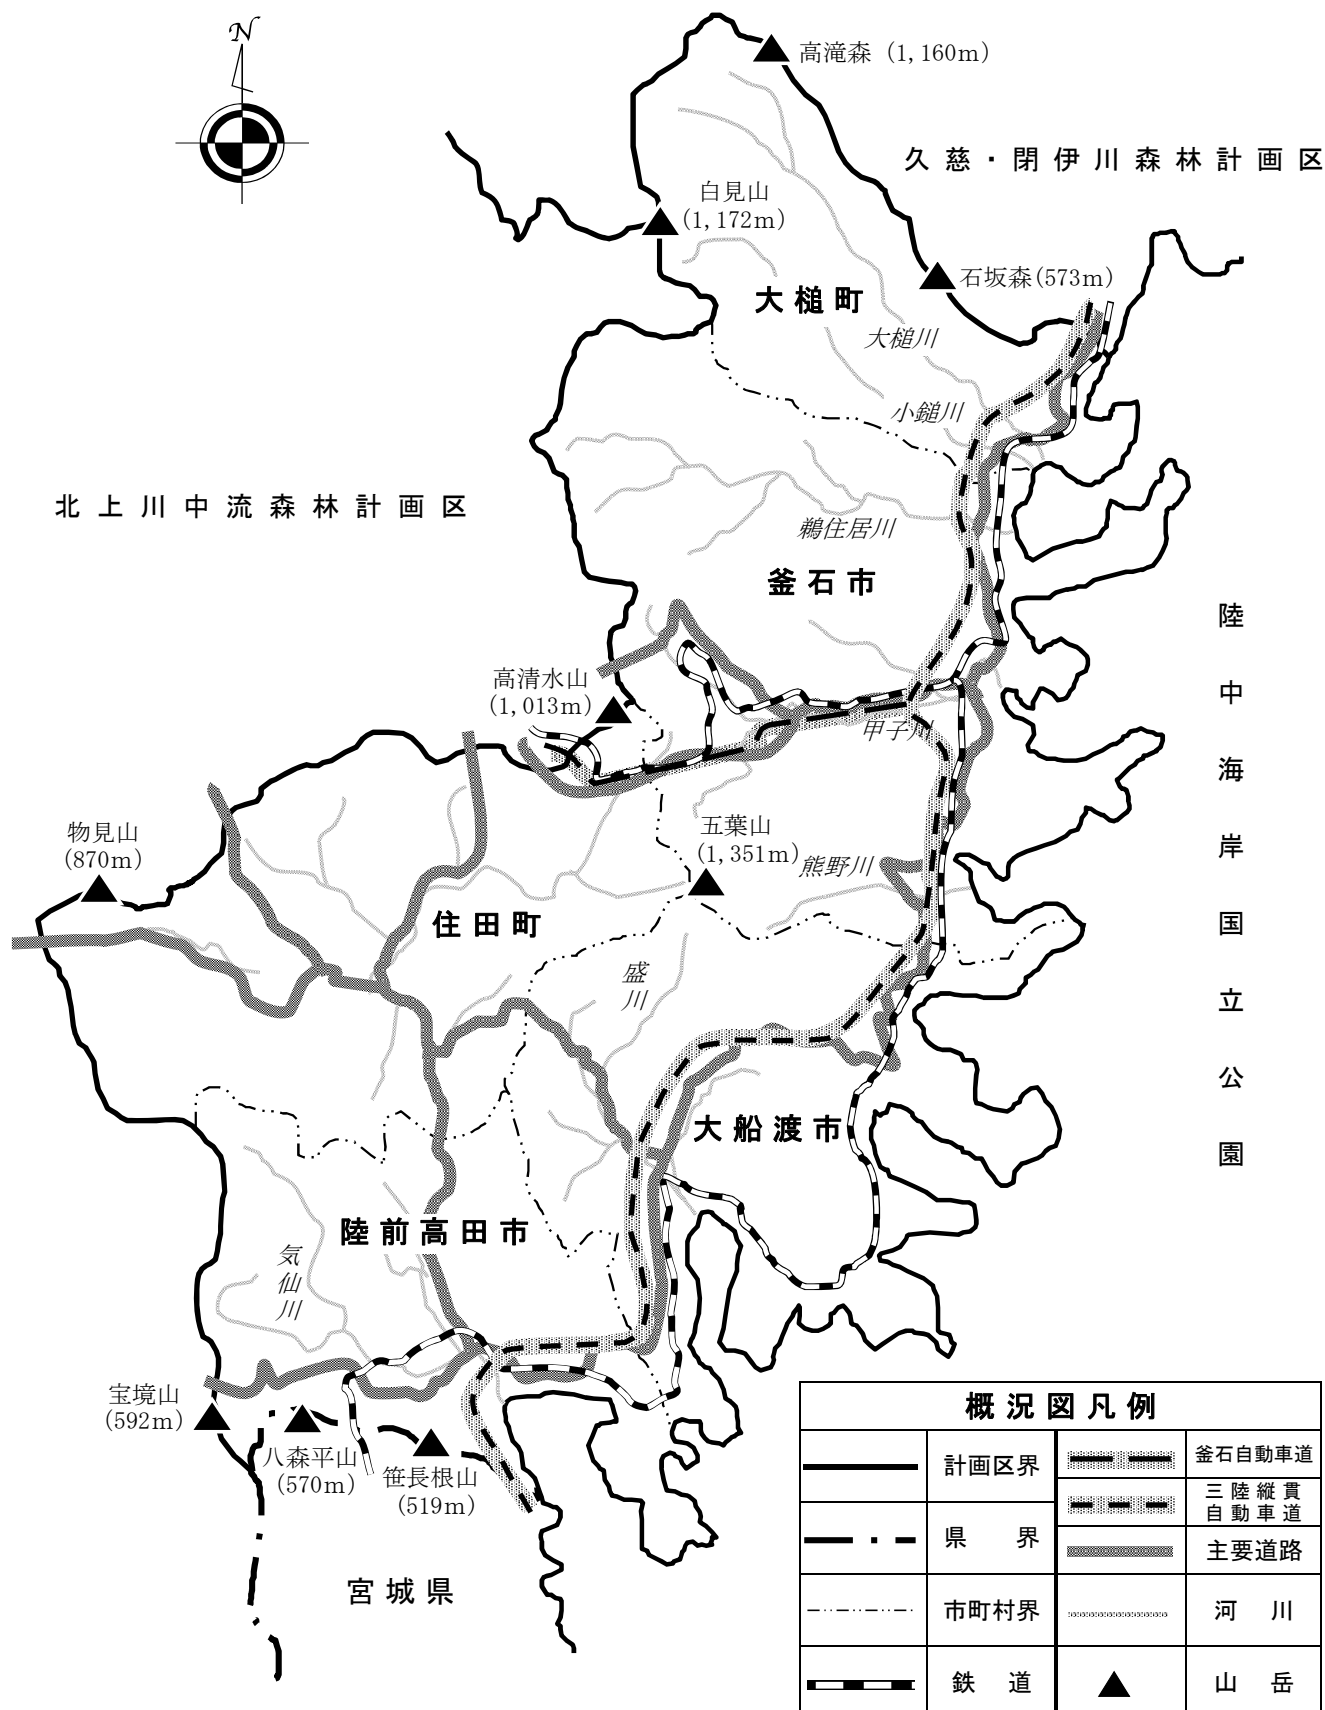 N
高滝森（1,160m）
久慈・閉伊川森林計画区
白見山
(1,172m)
石坂森(573m)
大槌町
大槌川
小鎚川
北上川中流森林計画区
鵜住居川
釜石市
陸中海岸国立公園
高清水山
(1,013m)
甲子川
物見山
(870m)
五葉山
(1,351m)
熊野川
住田町
盛川
大船渡市
陸前高田市
気仙川
宝境山
(592m)
八森平山
(570m)
笹長根山
(519m)
宮城県
概況図凡例
計画区界
釜石自動車道
三陸縦貫
自動車道
県　界
主要道路
市町村界
河　川
鉄　道
山　岳